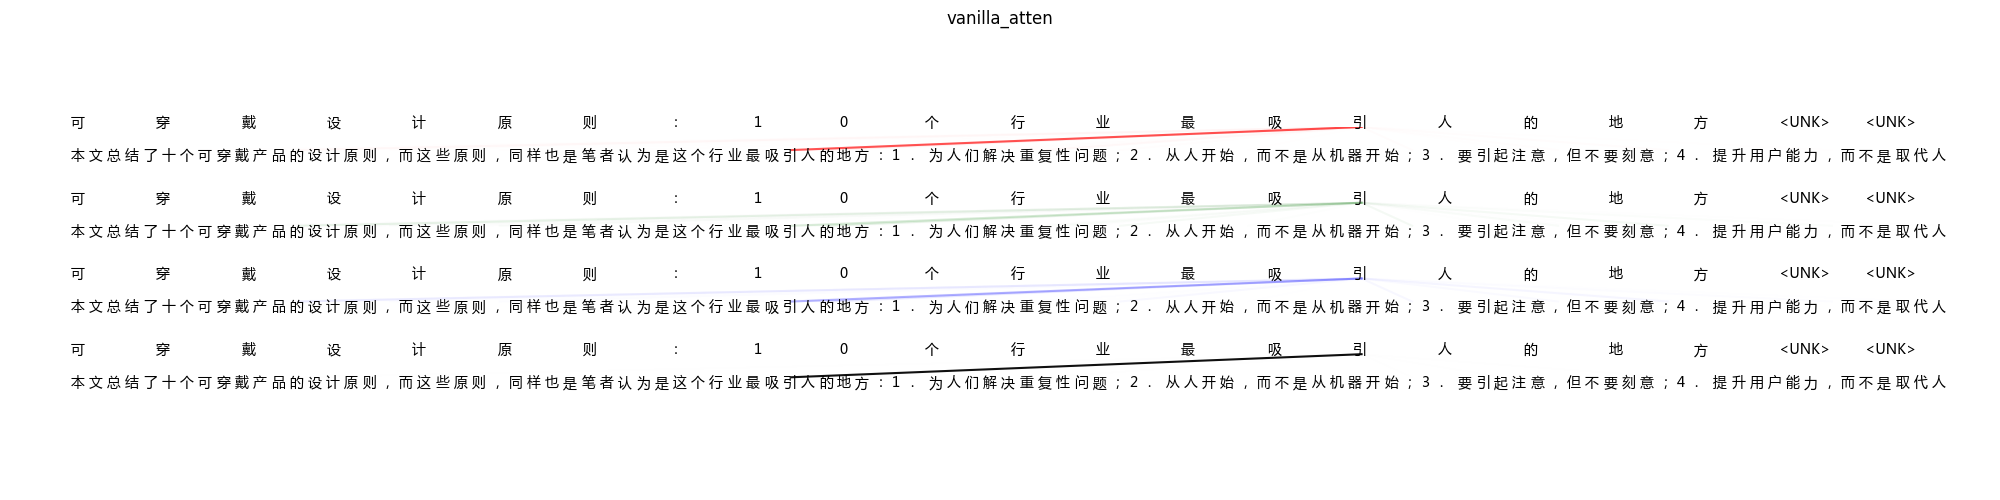 vanilla_atten
可 穿 戴 设 计 原 则 : 1 0 个 行 业 最 吸 引 人 的 地 方 <UNK> <UNK>
本文总结了十个可穿戴产品的设计原则,而这些原则,同样也是笔者认为是这个行业最吸引人的地方:1.为人们解决重复性问题;2.从人开始,而不是从机器开始;3.要引起注意,但不要刻意;4.提升用户能力,而不是取代人
可 穿 戴 设 计 原 则 : 1 0 个 行 业 最 吸 引 人 的 地 方 <UNK> <UNK>
本文总结了十个可穿戴产品的设计原则,而这些原则,同样也是笔者认为是这个行业最吸引人的地方:1.为人们解决重复性问题;2.从人开始,而不是从机器开始;3.要引起注意,但不要刻意;4.提升用户能力,而不是取代人
可 穿 戴 设 计 原 则 : 1 0 个 行 业 最 吸 引 人 的 地 方 <UNK> <UNK>
本文总结了十个可穿戴产品的设计原则,而这些原则,同样也是笔者认为是这个行业最吸引人的地方:1.为人们解决重复性问题;2.从人开始,而不是从机器开始;3.要引起注意,但不要刻意;4.提升用户能力,而不是取代人
可 穿 戴 设 计 原 则 : 1 0 个 行 业 最 吸 引 人 的 地 方 <UNK> <UNK>
本文总结了十个可穿戴产品的设计原则,而这些原则,同样也是笔者认为是这个行业最吸引人的地方:1.为人们解决重复性问题;2.从人开始,而不是从机器开始;3.要引起注意,但不要刻意;4.提升用户能力,而不是取代人